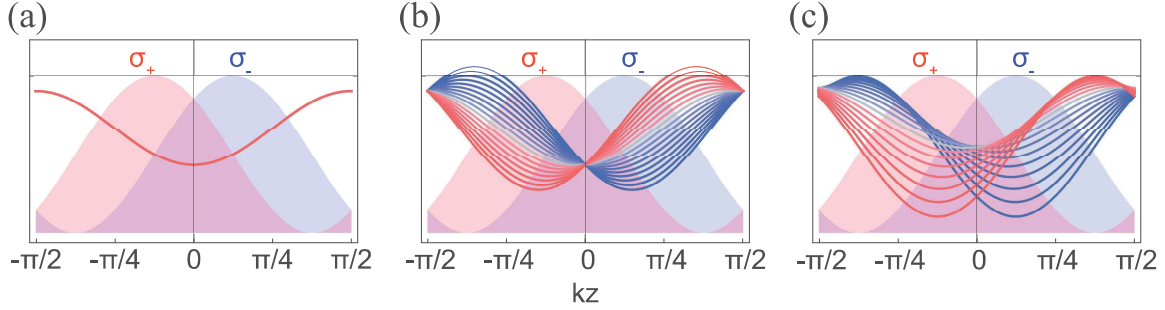 (a) (b) (c)
σ+ σ- σ+ σ- σ+ σ-
-π/2 -π/4 0 π/4 π/2 -π/2 -π/4 0 π/4 π/2 -π/2 -π/4 0 π/4 π/2
kz